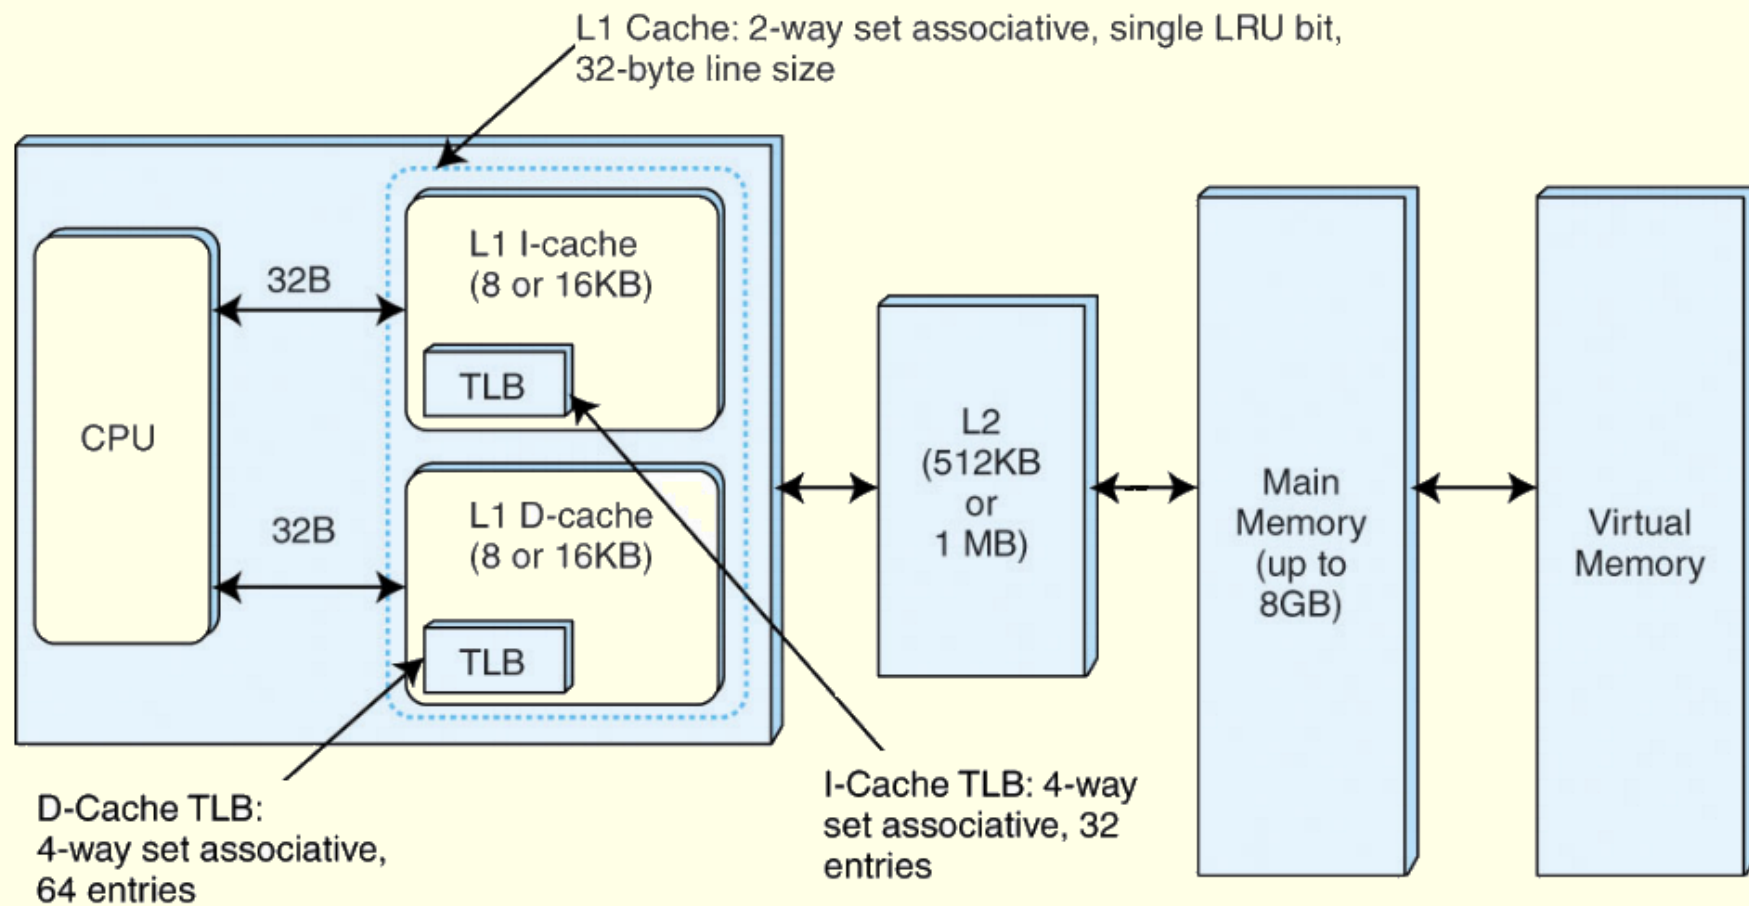 L1 Cache: 2-way set associative, single LRU bit,
32-byte line size
CPU
32B
32B
L1 I-cache
(8 or 16KB)
TLB
L1 D-cache
(8 or 16KB)
TLB
L2
(512KB
or
1 MB)
Main
Memory
(up to
8GB)
Virtual
Memory
D-Cache TLB:
4-way set associative,
64 entries
I-Cache TLB: 4-way
set associative, 32
entries